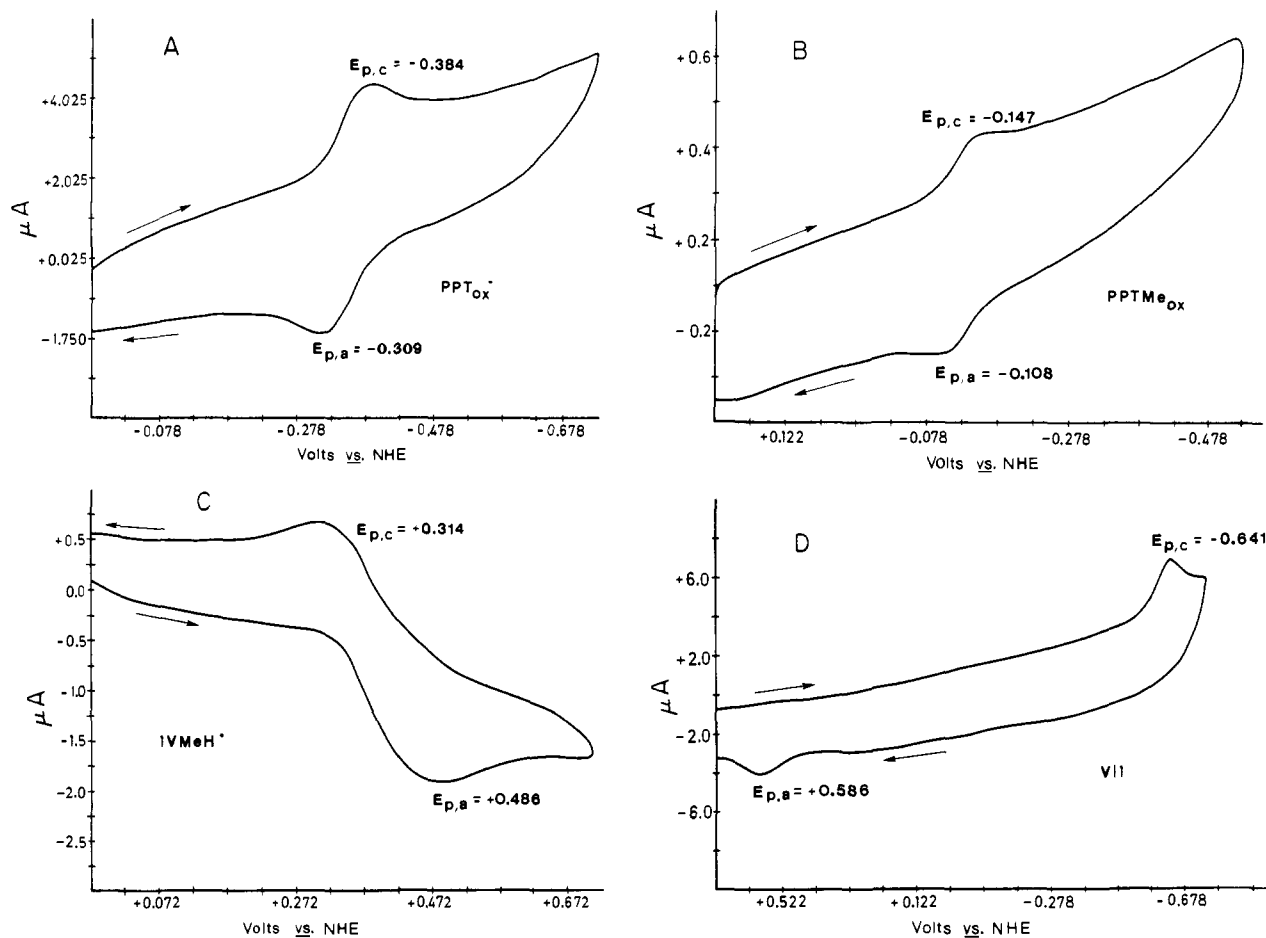 A
E p,c = -0.384
+4.025
+2.025
+0.025
-1.750
μA
PPT ox -
E p,a = -0.309
-0.078
-0.278
-0.478
-0.678
Volts vs. NHE
B
+0.6
E p,c = -0.147
+0.4
+0.2
-0.2
μA
PPTMe ox
E p,a = -0.108
+0.122
-0.078
-0.278
-0.478
Volts vs. NHE
C
E p,c = +0.314
+0.5
0.0
-0.5
-1.0
-1.5
-2.0
-2.5
μA
IVMeH+
E p,a = +0.486
+0.072
+0.272
+0.472
+0.672
Volts vs. NHE
D
E p,c = -0.641
+6.0
+2.0
-2.0
-6.0
μA
VII
E p,a = +0.586
+0.522
+0.122
-0.278
-0.678
Volts vs. NHE